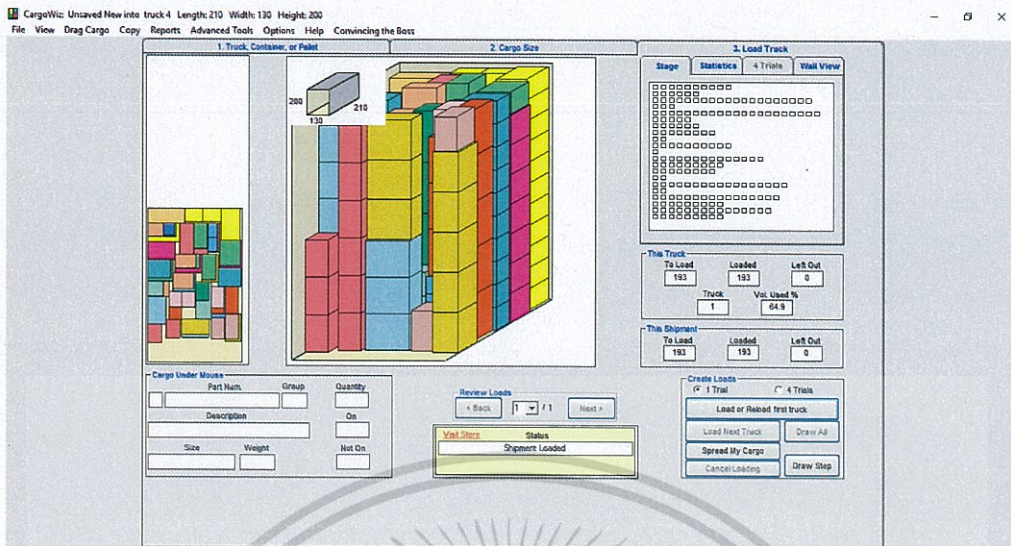 CargoWiz: Unsaved New into truck 4 Length: 210 Width: 130 Height: 200
File View Drag Cargo Copy Reports Advanced Tools Options Help Convincing the Boss
1. Truck, Container, or Pallet
2. Cargo Size
3. Load Truck
Stage Statistics 4 Trials Wall View
200
210
130
This Truck
To Load Loaded Left Out
193 193 0
Truck Vol. Used %
1 64.9
This Shipment
To Load Loaded Left Out
193 193 0
Cargo Under Mouse
Part Num. Group Quantity
Description On
Size Weight Not On
Review Loads
< Back 1 / 1 Next >
Visit Store Status
Shipment Loaded
Create Loads
1 Trial 4 Trials
Load or Reload first truck
Load Next Truck Draw All
Spread My Cargo
Cancel Loading Draw Step